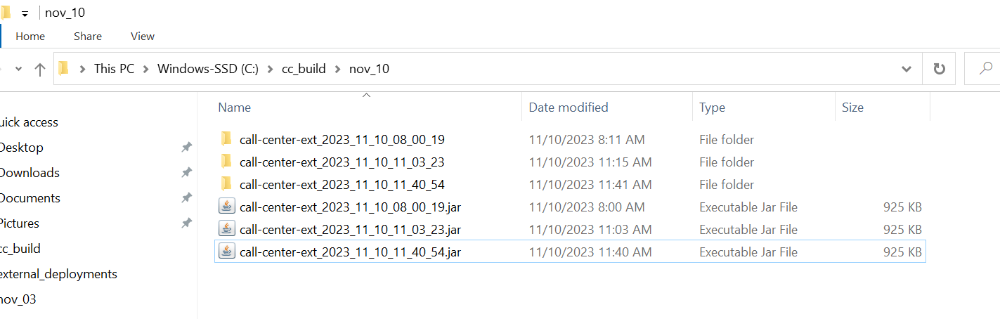 nov_10
Home Share View
This PC Windows-SSD (C:) cc_build nov_10
Name Date modified Type Size
uick access
Desktop
Downloads
Documents
Pictures
cc_build
external_deployments
nov_03
call-center-ext_2023_11_10_08_00_19 11/10/2023 8:11 AM File folder
call-center-ext_2023_11_10_11_03_23 11/10/2023 11:15 AM File folder
call-center-ext_2023_11_10_11_40_54 11/10/2023 11:41 AM File folder
call-center-ext_2023_11_10_08_00_19.jar 11/10/2023 8:00 AM Executable Jar File 925 KB
call-center-ext_2023_11_10_11_03_23.jar 11/10/2023 11:03 AM Executable Jar File 925 KB
call-center-ext_2023_11_10_11_40_54.jar 11/10/2023 11:40 AM Executable Jar File 925 KB